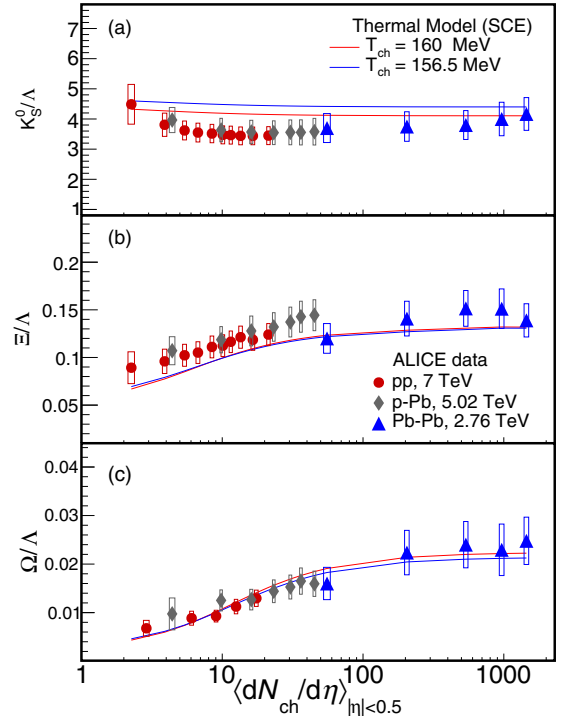 (a)
Thermal Model (SCE)
T_ch = 160 MeV
T_ch = 156.5 MeV
K^0_S/Λ
7
6
5
4
3
2
1
(b)
Ξ/Λ
0.2
0.15
0.1
0.05
ALICE data
pp, 7 TeV
p-Pb, 5.02 TeV
Pb-Pb, 2.76 TeV
(c)
Ω/Λ
0.04
0.03
0.02
0.01
1 10 100 1000
⟨dN_ch/dη⟩_|η|<0.5